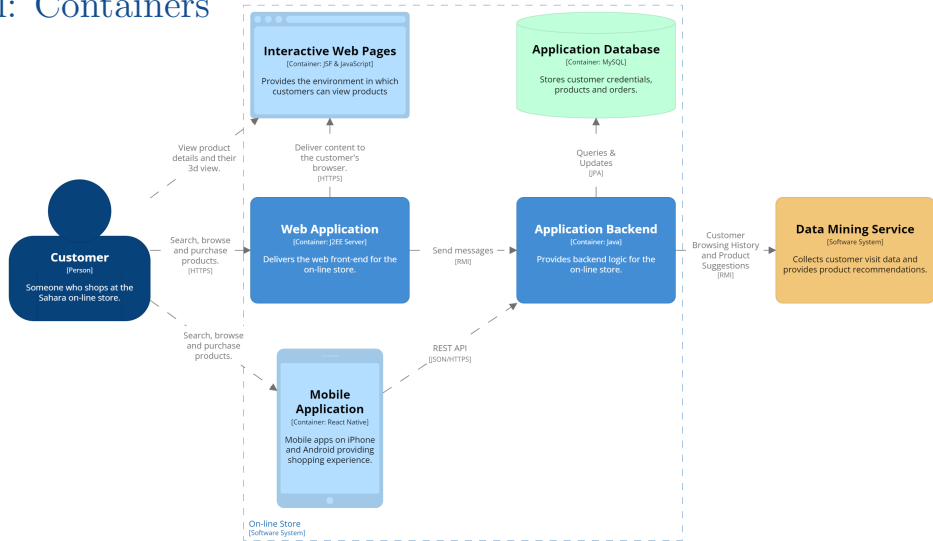 : Containers
Interactive Web Pages
[Container: JSF & JavaScript]
Provides the environment in which
customers can view products
Application Database
[Container: MySQL]
Stores customer credentials,
products and orders.
View product
details and their
3d view.
Deliver content to
the customer's
browser.
[HTTPS]
Queries &
Updates
[JPA]
Customer
[Person]
Someone who shops at the
Sahara on-line store.
Search, browse
and purchase
products.
[HTTPS]
Web Application
[Container: J2EE Server]
Delivers the web front-end for the
on-line store.
Send messages
[RMI]
Application Backend
[Container: Java]
Provides backend logic for the
on-line store.
Customer
Browsing History
and Product
Suggestions
[RMI]
Data Mining Service
[Software System]
Collects customer visit data and
provides product recommendations.
Search, browse
and purchase
products.
REST API
[JSON/HTTPS]
Mobile
Application
[Container: React Native]
Mobile apps on iPhone
and Android providing
shopping experience.
On-line Store
[Software System]